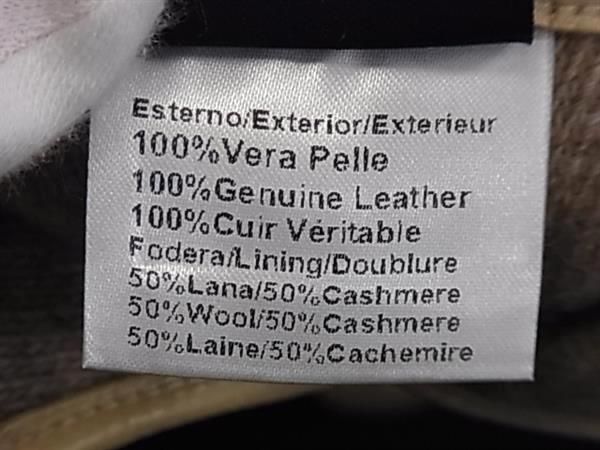 Esterno/Exterior/Exterieur
100%Vera Pelle
100%Genuine Leather
100%Cuir Véritable
Fodera/Lining/Doublure
50%Lana/50%Cashmere
50%Wool/50%Cashmere
50%Laine/50%Cachemire